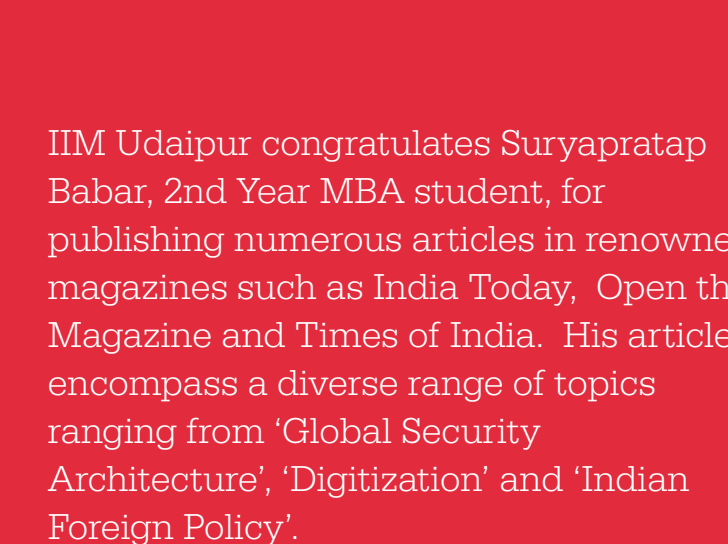 IIM Udaipur congratulates Suryapratap
Babar, 2nd Year MBA student, for
publishing numerous articles in renowne
magazines such as India Today,  Open th
Magazine and Times of India.  His article
encompass a diverse range of topics
ranging from ‘Global Security
Architecture’, ‘Digitization’ and ‘Indian
Foreign Policy’.